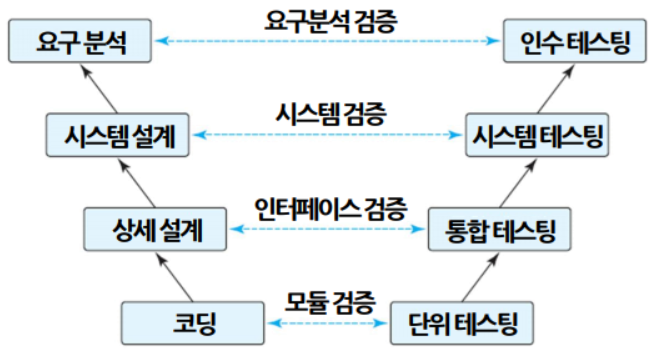 요구 분석
요구분석 검증
인수 테스팅
시스템 설계
시스템 검증
시스템 테스팅
상세 설계
인터페이스 검증
통합 테스팅
코딩
모듈 검증
단위 테스팅